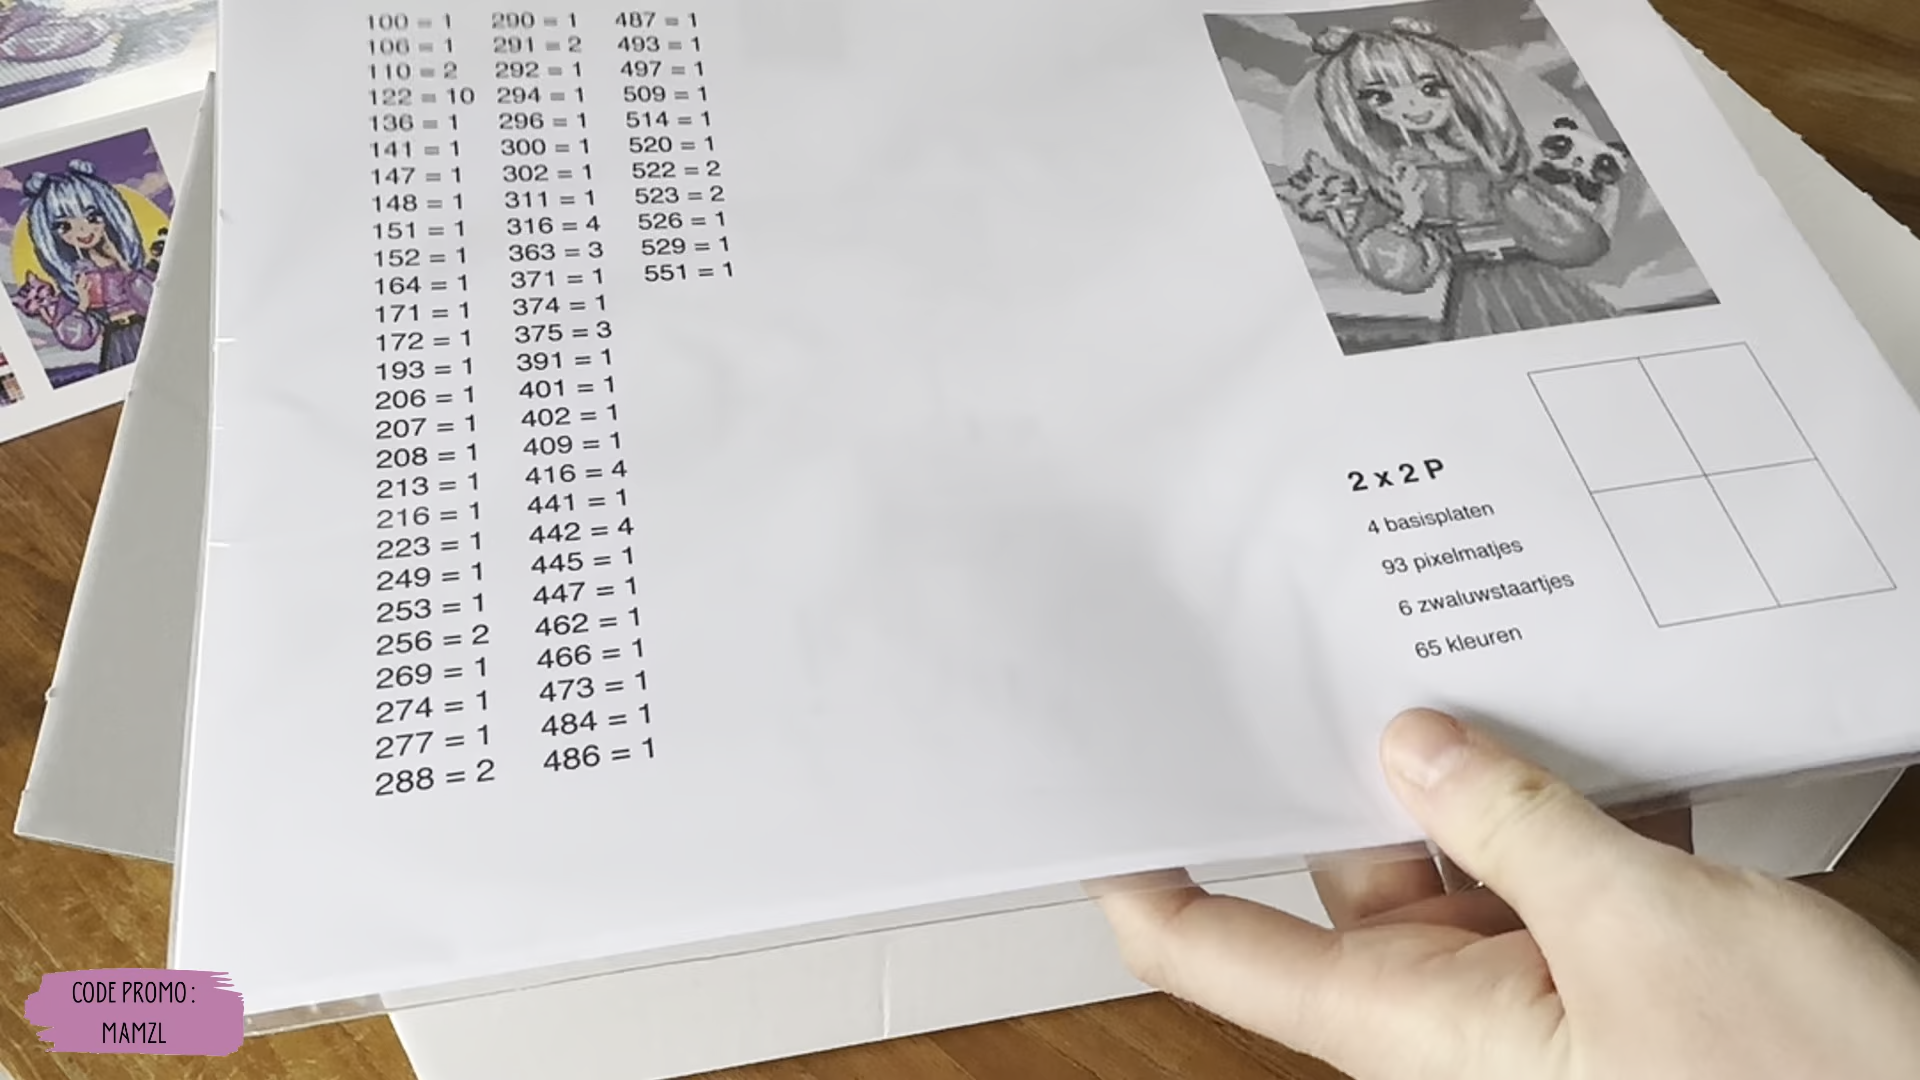 100 = 1
106 = 1
110 = 2
122 = 10
136 = 1
141 = 1
147 = 1
148 = 1
151 = 1
152 = 1
164 = 1
171 = 1
172 = 1
193 = 1
206 = 1
207 = 1
208 = 1
213 = 1
216 = 1
223 = 1
249 = 1
253 = 1
256 = 2
269 = 1
274 = 1
277 = 1
288 = 2
290 = 1
291 = 2
292 = 1
294 = 1
296 = 1
300 = 1
302 = 1
311 = 1
316 = 4
363 = 3
371 = 1
374 = 1
375 = 3
391 = 1
401 = 1
402 = 1
409 = 1
416 = 4
441 = 1
442 = 4
445 = 1
447 = 1
462 = 1
466 = 1
473 = 1
484 = 1
486 = 1
487 = 1
493 = 1
497 = 1
509 = 1
514 = 1
520 = 1
522 = 2
523 = 2
526 = 1
529 = 1
551 = 1
2 x 2 P
4 basisplaten
93 pixelmatjes
6 zwaluwstaartjes
65 kleuren
CODE PROMO :
MAMZL